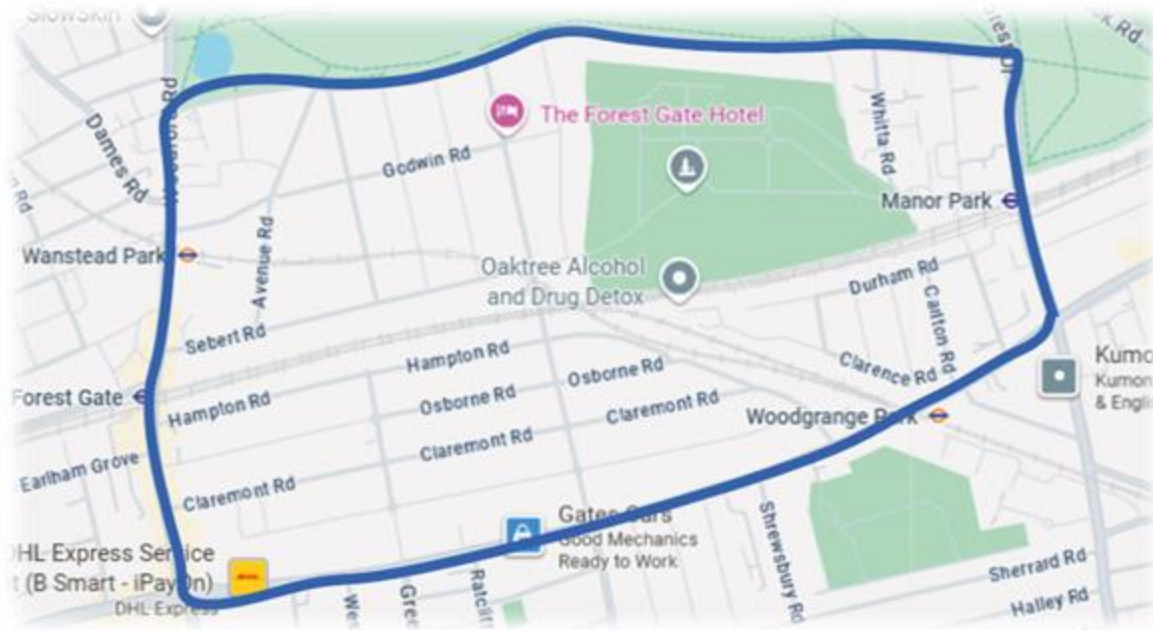 SlowSkin
Dames Rd
Godwin Rd
The Forest Gate Hotel
Whitta Rd
Manor Park
Wanstead Park
Avenue Rd
Oaktree Alcohol
and Drug Detox
Durham Rd
Carlton Rd
Sebert Rd
Hampton Rd
Osborne Rd
Clarence Rd
Forest Gate
Hampton Rd
Osborne Rd
Claremont Rd
Woodgrange Park
Kumo
Kumon
& Englis
Earlham Grove
Claremont Rd
Claremont Rd
Gates Cars
Good Mechanics
Ready to Work
Shrewsbury Rd
DHL Express Service
(B Smart - iPayOn)
DHL Express
Sherrard Rd
Halley Rd